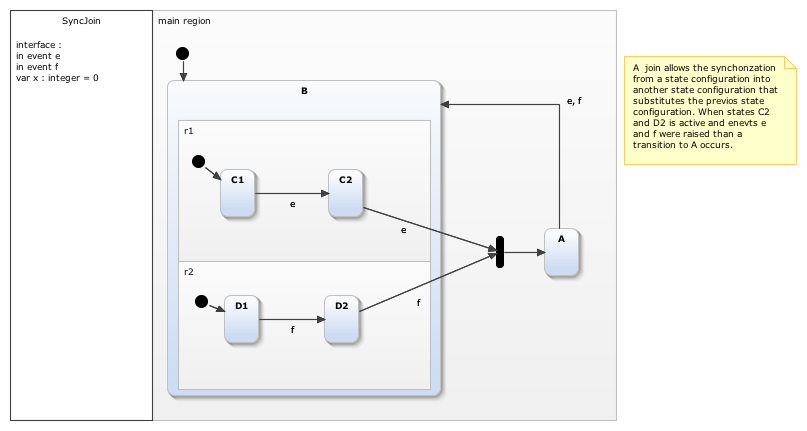 SyncJoin
interface :
in event e
in event f
var x : integer = 0
main region
B
r1
C1
e
C2
e
r2
D1
f
D2
f
A
e, f
A  join allows the synchonzation
from a state configuration into
another state configuration that
substitutes the previos state
configuration. When states C2
and D2 is active and enevts e
and f were raised than a
transition to A occurs.